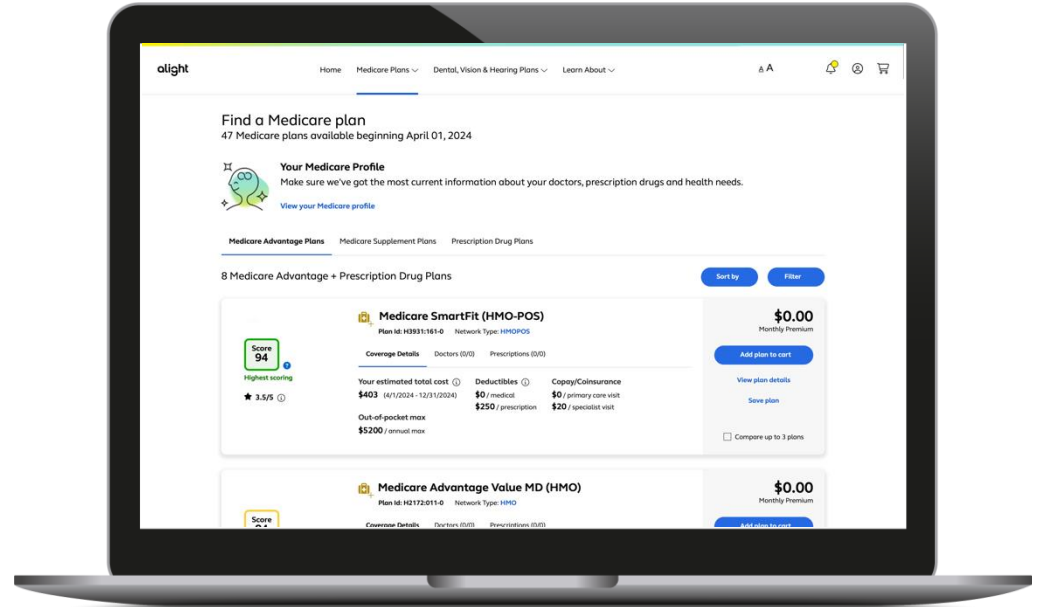 alight
Home Medicare Plans Dental, Vision & Hearing Plans Learn About A A
Find a Medicare plan
47 Medicare plans available beginning April 01, 2024
Your Medicare Profile
Make sure we've got the most current information about your doctors, prescription drugs and health needs.
View your Medicare profile
Medicare Advantage Plans Medicare Supplement Plans Prescription Drug Plans
8 Medicare Advantage + Prescription Drug Plans Sort by Filter
Medicare SmartFit (HMO-POS)
Plan Id: H3931:161-0 Network Type: HMOPOS
Score
94
Highest scoring
3.5/5
Coverage Details Doctors (0/0) Prescriptions (0/0)
Your estimated total cost Deductibles Copay/Coinsurance
$403 (4/1/2024 - 12/31/2024) $0 / medical $0 / primary care visit
$250 / prescription $20 / specialist visit
Out-of-pocket max
$5200 / annual max
$0.00
Monthly Premium
Add plan to cart
View plan details
Save plan
Compare up to 3 plans
Medicare Advantage Value MD (HMO)
Plan Id: H2172:011-0 Network Type: HMO
Score
Coverage Details Doctors (0/0) Prescriptions (0/0)
$0.00
Monthly Premium
Add plan to cart